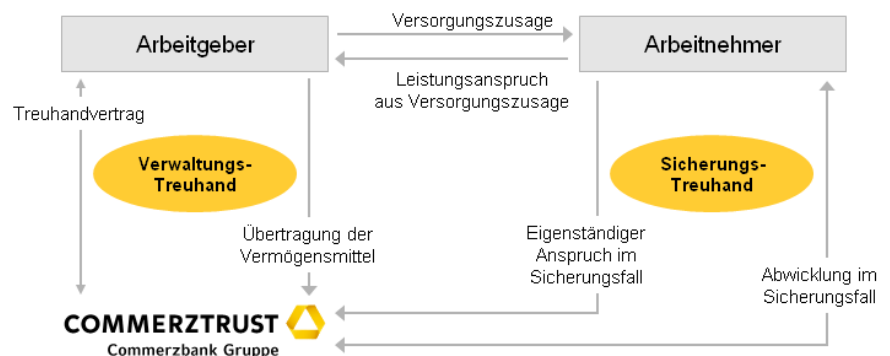 Versorgungszusage
Arbeitgeber
Arbeitnehmer
Leistungsanspruch
aus Versorgungszusage
Treuhandvertrag
Verwaltungs-
Treuhand
Sicherungs-
Treuhand
Übertragung der
Vermögensmittel
Eigenständiger
Anspruch im
Sicherungsfall
Abwicklung im
Sicherungsfall
COMMERZTRUST
Commerzbank Gruppe